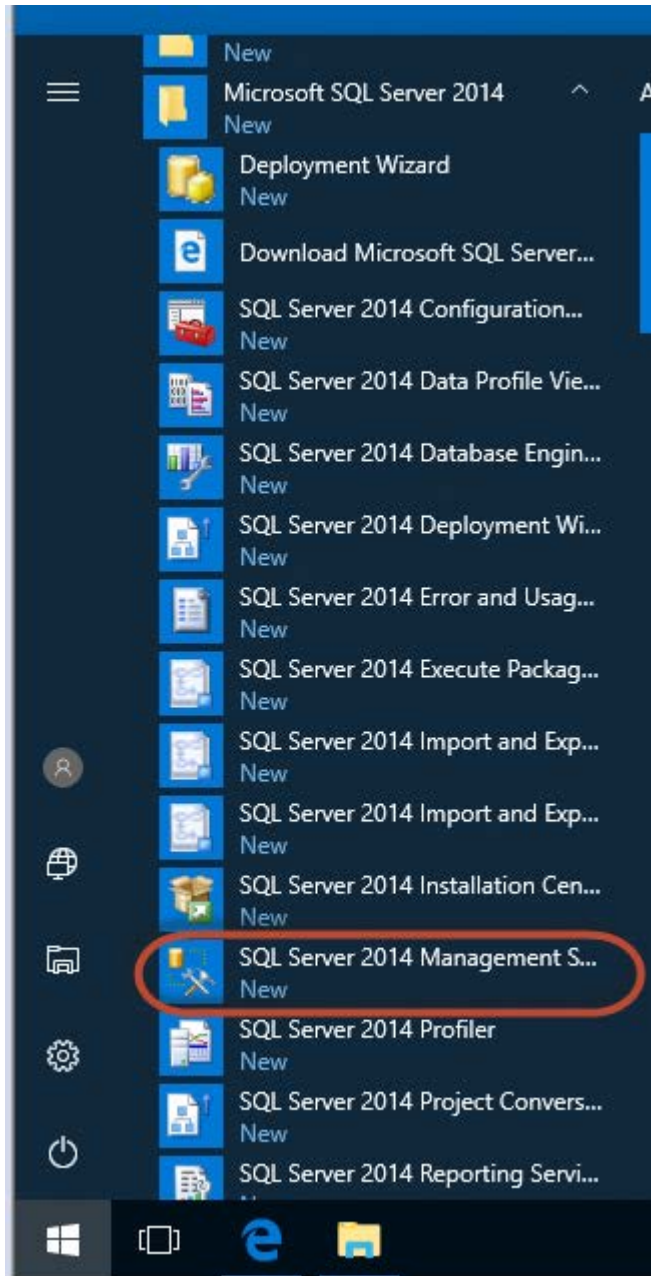 New
Microsoft SQL Server 2014
New
Deployment Wizard
New
Download Microsoft SQL Server...
SQL Server 2014 Configuration...
New
SQL Server 2014 Data Profile Vie...
New
SQL Server 2014 Database Engin...
New
SQL Server 2014 Deployment Wi...
New
SQL Server 2014 Error and Usag...
New
SQL Server 2014 Execute Packag...
New
SQL Server 2014 Import and Exp...
New
SQL Server 2014 Import and Exp...
New
SQL Server 2014 Installation Cen...
New
SQL Server 2014 Management S...
New
SQL Server 2014 Profiler
New
SQL Server 2014 Project Convers...
New
SQL Server 2014 Reporting Servi...